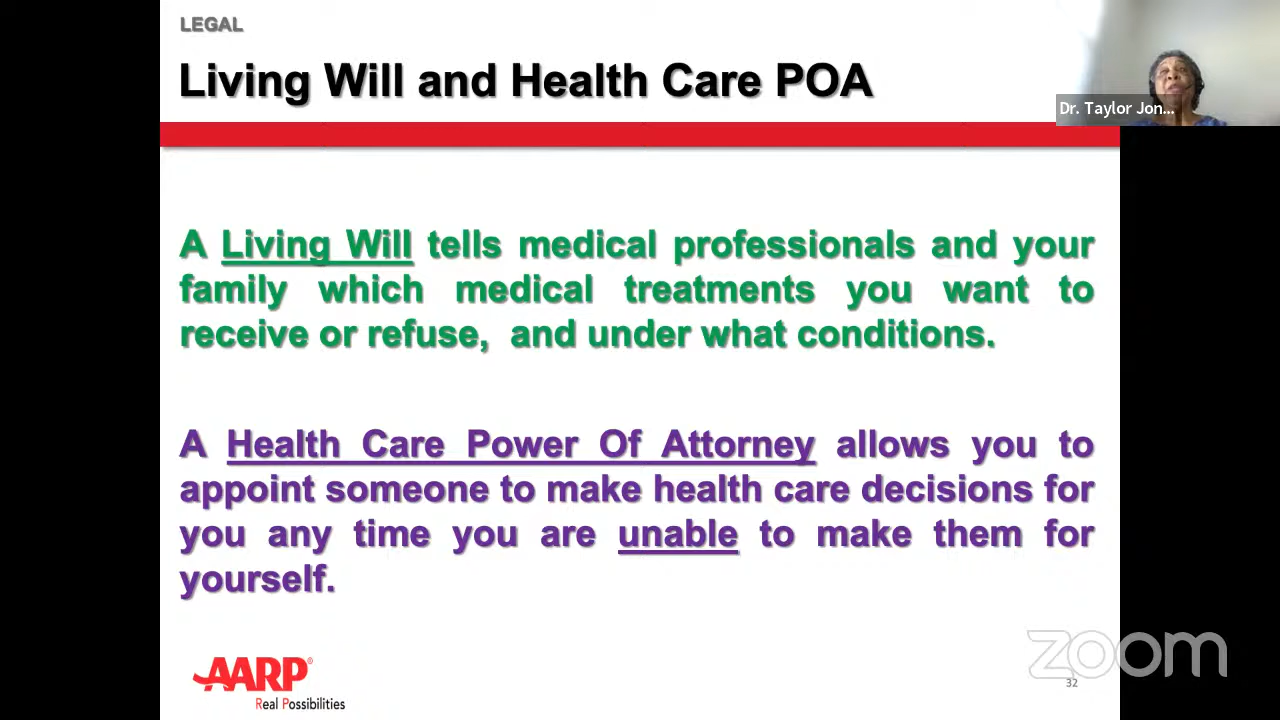 LEGAL
Living Will and Health Care POA
Dr. Taylor Jon...
A Living Will tells medical professionals and your
family which medical treatments you want to
receive or refuse, and under what conditions.
A Health Care Power Of Attorney allows you to
appoint someone to make health care decisions for
you any time you are unable to make them for
yourself.
AARP®
Real Possibilities
zoom
32